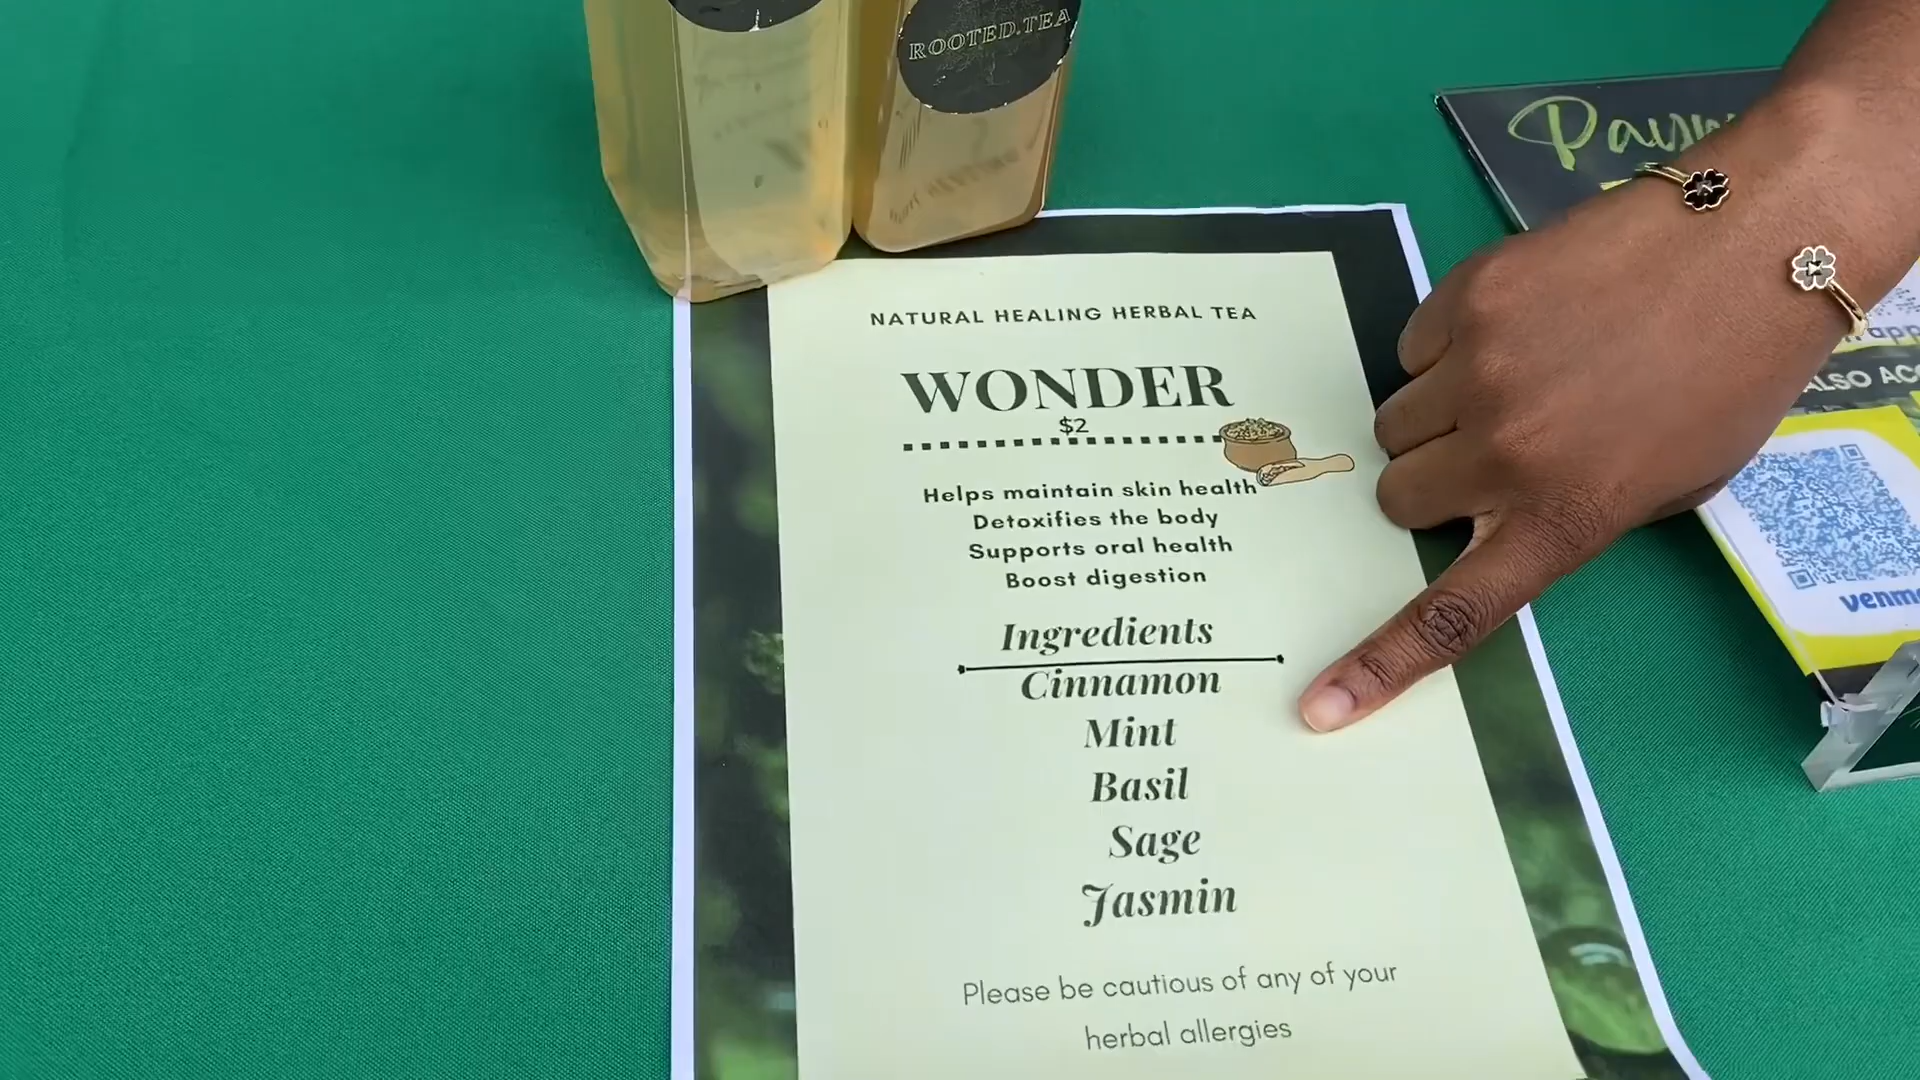 ROOTED.TEA
NATURAL HEALING HERBAL TEA
WONDER
$2
Helps maintain skin health
Detoxifies the body
Supports oral health
Boost digestion
Ingredients
Cinnamon
Mint
Basil
Sage
Jasmin
Please be cautious of any of your
herbal allergies